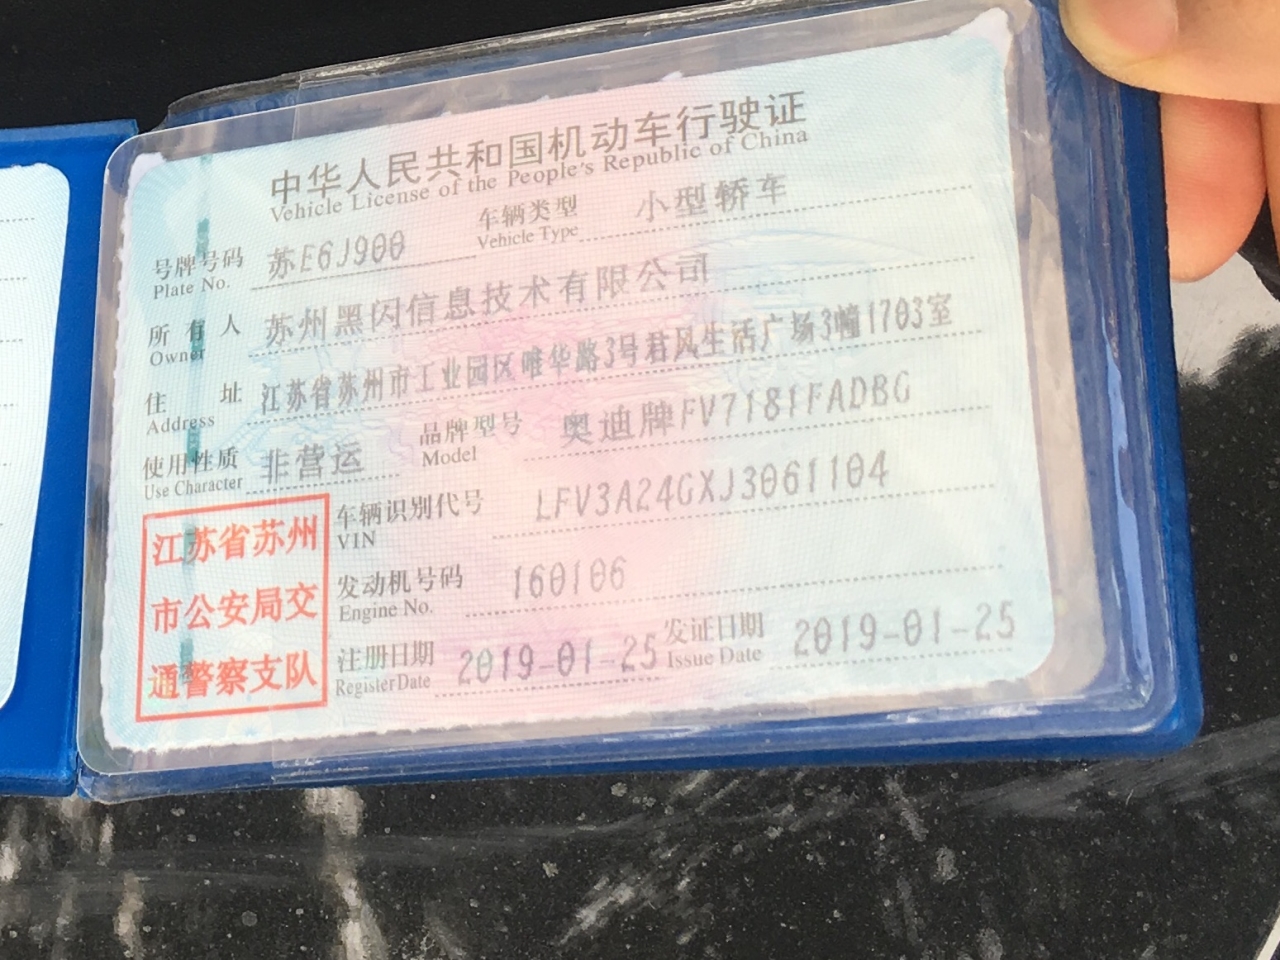 中华人民共和国机动车行驶证
Vehicle License of the People's Republic of China
号牌号码 苏E6J900 车辆类型 小型轿车
Plate No. Vehicle Type
所有人 苏州黑闪信息技术有限公司
Owner
住址 江苏省苏州市工业园区唯华路3号君风生活广场3幢1703室
Address
使用性质 非营运 品牌型号 奥迪牌FV7181FADBG
Use Character Model
车辆识别代号 LFV3A24GXJ3061104
VIN
发动机号码 160106
Engine No.
注册日期 2019-01-25 发证日期 2019-01-25
Register Date Issue Date
江苏省苏州
市公安局交
通警察支队